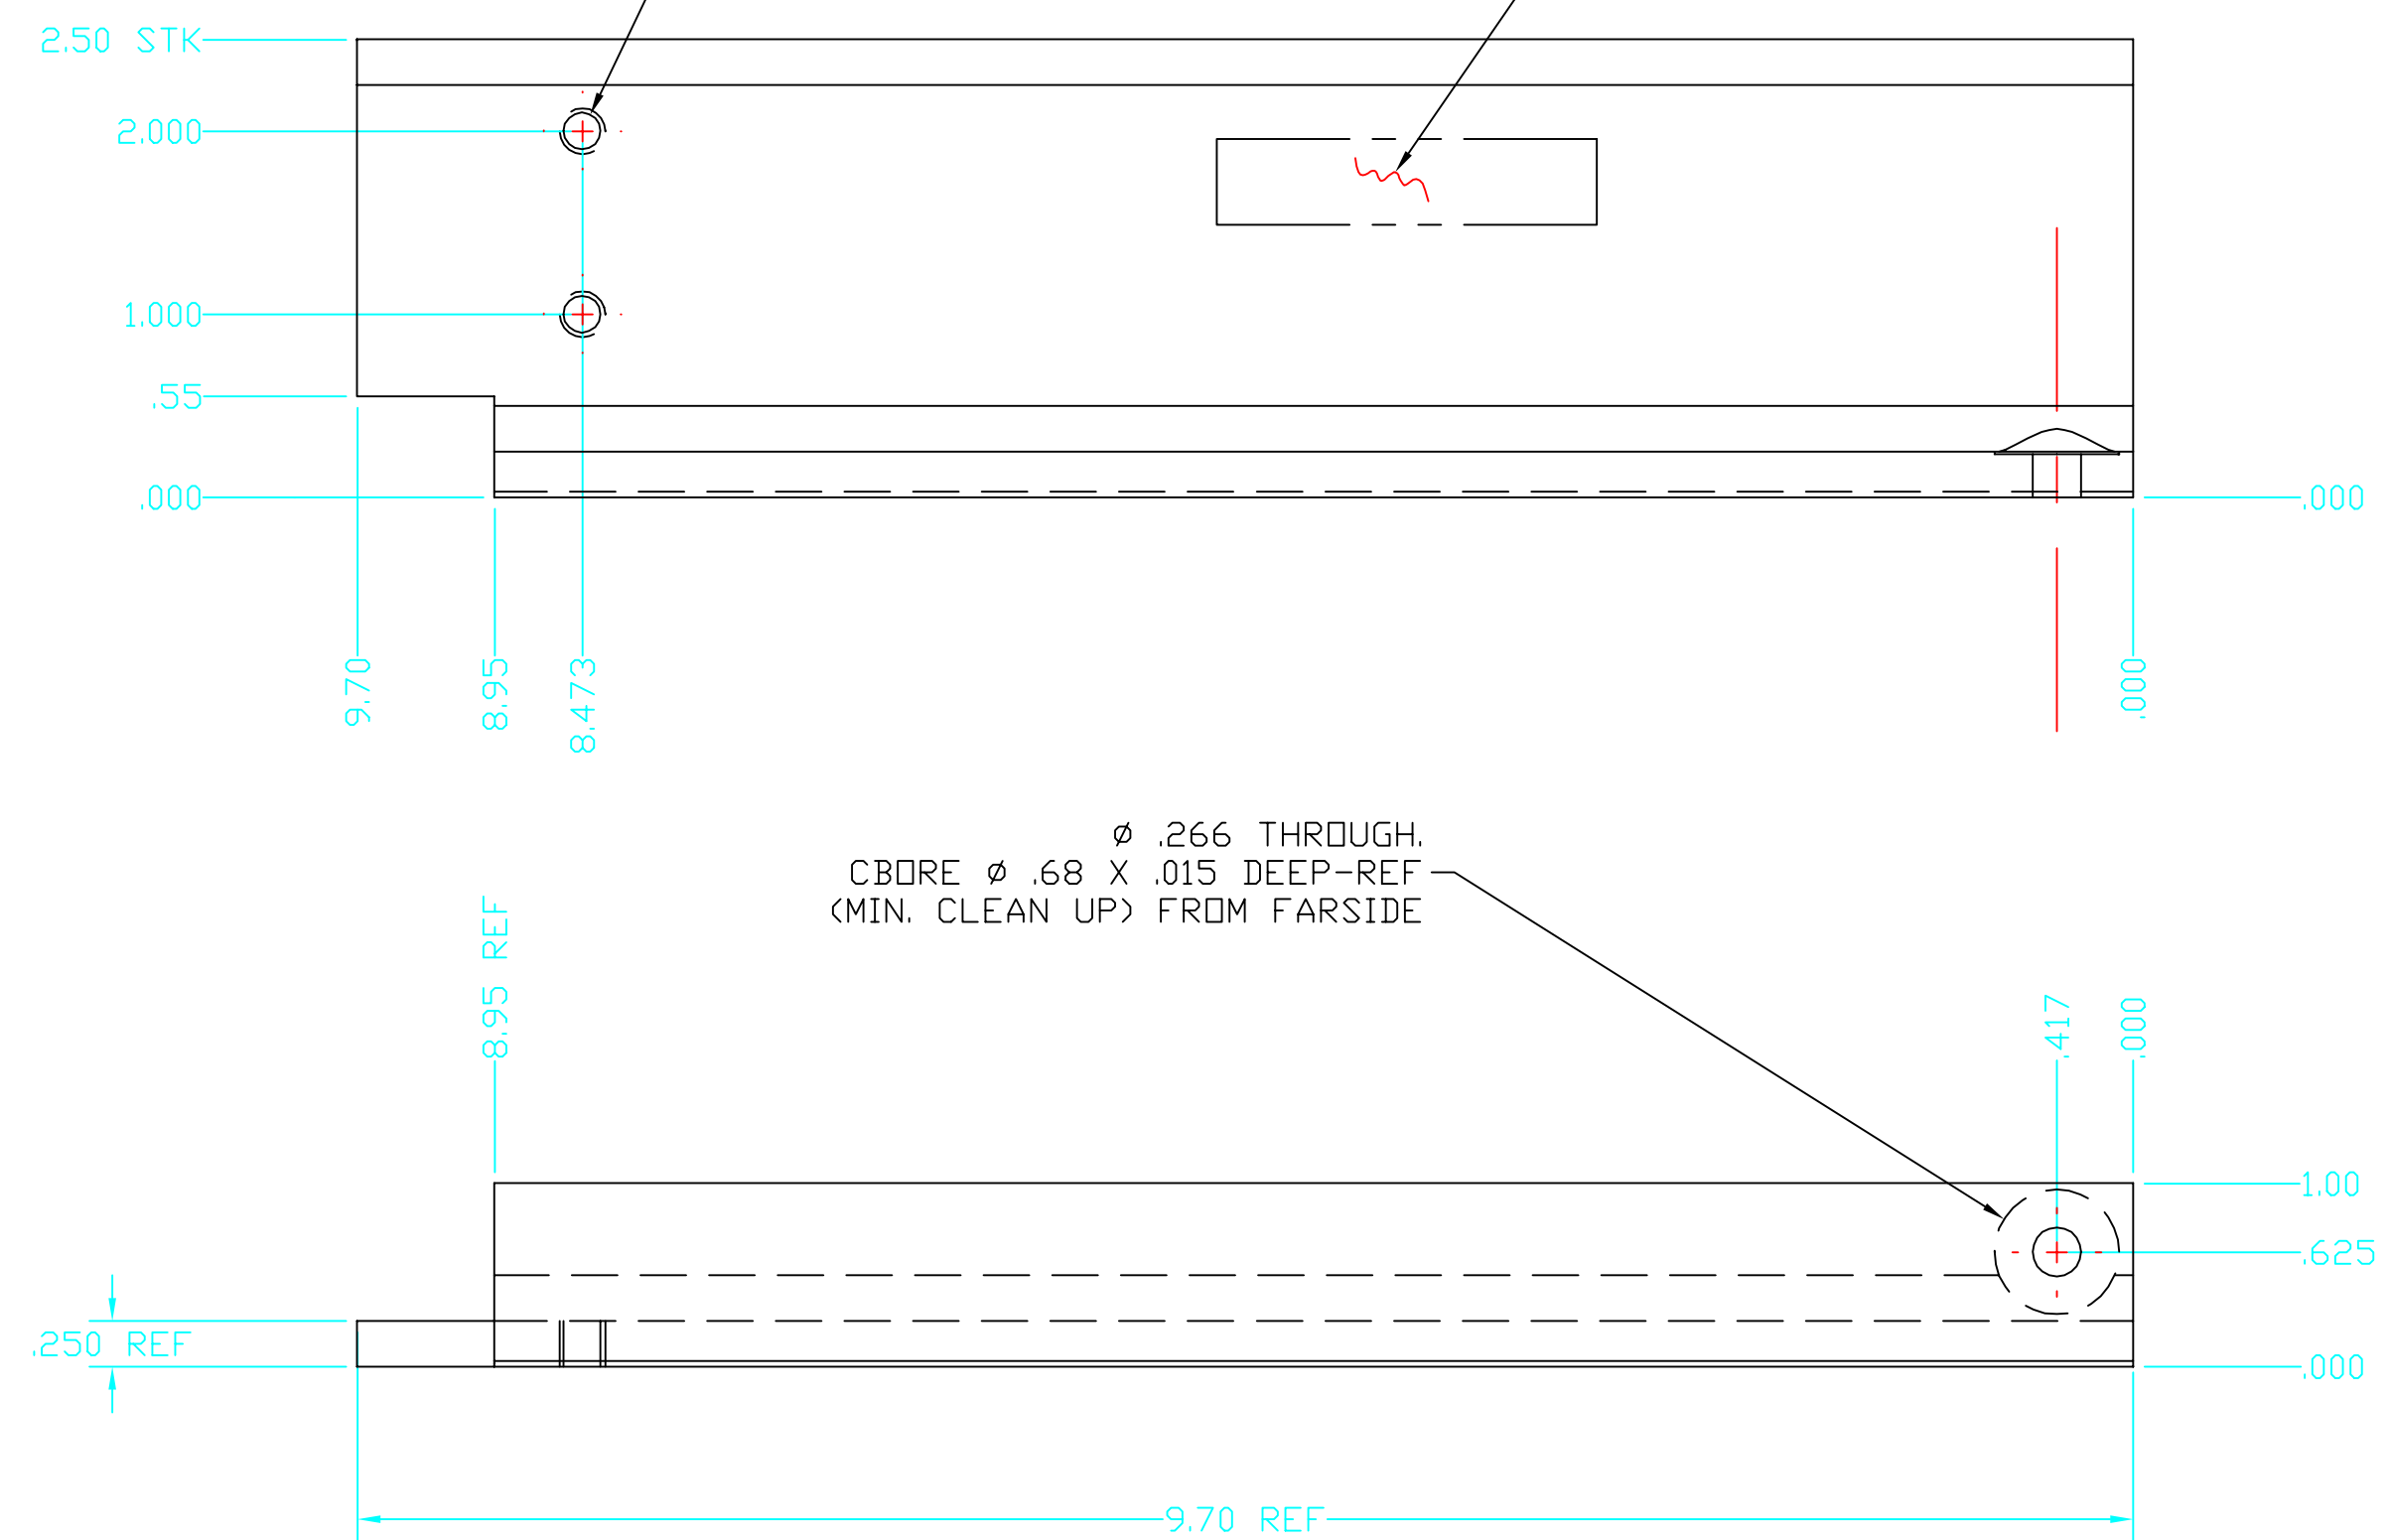 2.50 STK
2.000
1.000
.55
.000
.000
9.70
8.95
8.473
.000
Ø .266 THROUGH.
CBORE Ø .68 X .015 DEEP-REF
(MIN. CLEAN UP) FROM FARSIDE
8.95 REF
.417
.000
1.00
.625
.250 REF
.000
9.70 REF